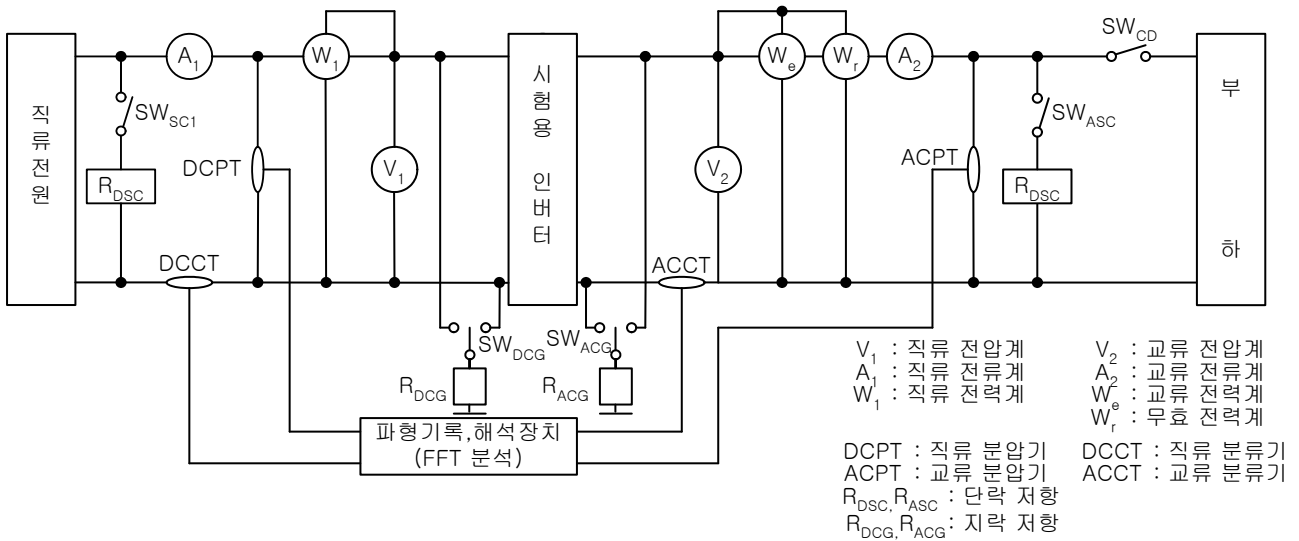 직류전원
A₁
SW_SC1
R_DSC
DCCT
DCPT
W₁
V₁
시험용 인버터
SW_DCG
R_DCG
SW_ACG
R_ACG
ACCT
V₂
W_e
W_r
A₂
ACPT
SW_CD
SW_ASC
R_DSC
부하
파형기록,해석장치
(FFT 분석)
V₁ : 직류 전압계
A₁ : 직류 전류계
W₁ : 직류 전력계
V₂ : 교류 전압계
A₂ : 교류 전류계
W_e : 교류 전력계
W_r : 무효 전력계
DCPT : 직류 분압기
ACPT : 교류 분압기
DCCT : 직류 분류기
ACCT : 교류 분류기
R_DSC,R_ASC : 단락 저항
R_DCG,R_ACG : 지락 저항